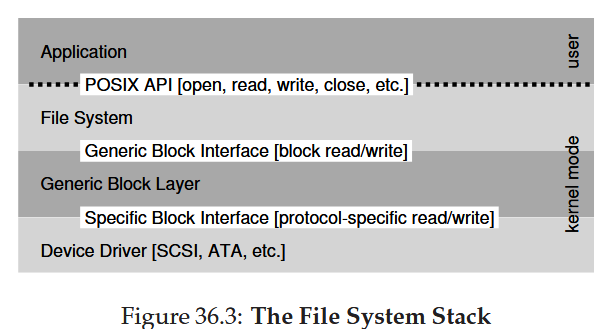 Application
user
POSIX API [open, read, write, close, etc.]
File System
Generic Block Interface [block read/write]
Generic Block Layer
kernel mode
Specific Block Interface [protocol-specific read/write]
Device Driver [SCSI, ATA, etc.]
Figure 36.3: The File System Stack